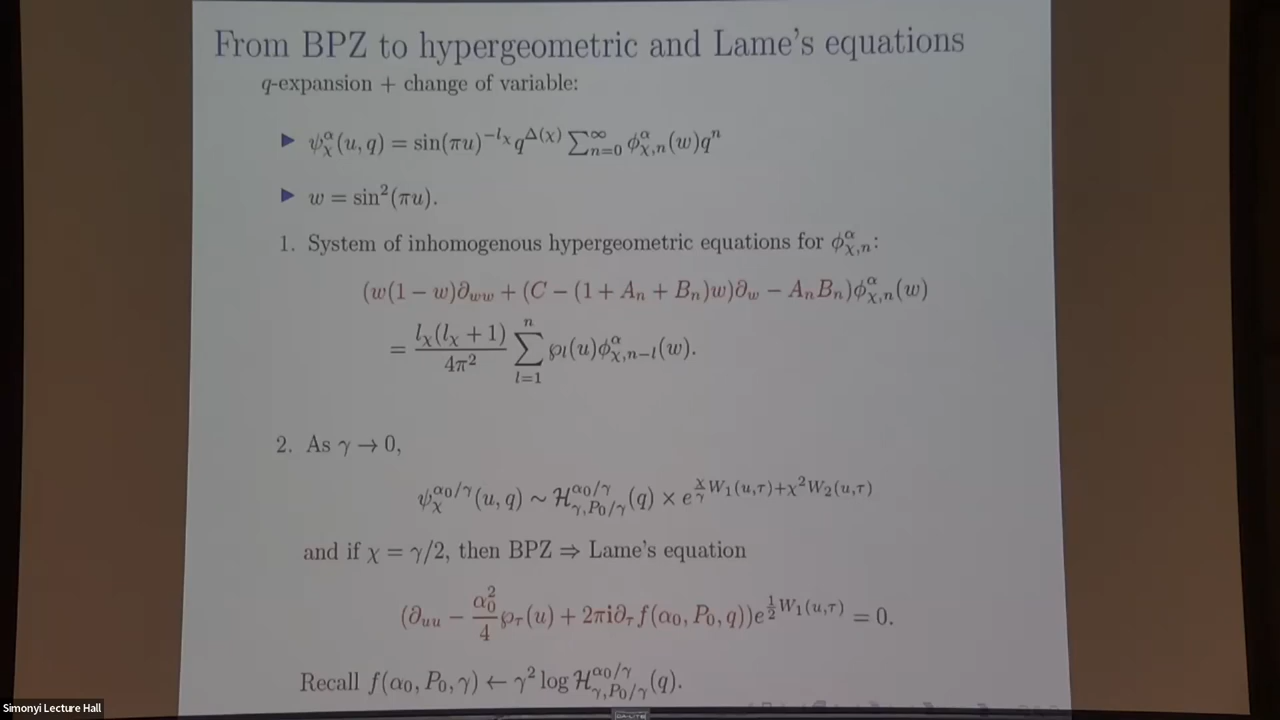 From BPZ to hypergeometric and Lame's equations
q-expansion + change of variable:
▶ ψ^α_χ(u, q) = sin(πu)^{−l_χ} q^{Δ(χ)} ∑^∞_{n=0} φ^α_{χ,n}(w)q^n
▶ w = sin²(πu).
1. System of inhomogenous hypergeometric equations for φ^α_{χ,n}:
(w(1 − w)∂_{ww} + (C − (1 + A_n + B_n)w)∂_w − A_nB_n)φ^α_{χ,n}(w)
= \frac{l_χ(l_χ + 1)}{4π²} ∑^n_{l=1} ℘_l(u)φ^α_{χ,n−l}(w).
2. As γ → 0,
ψ^{α_0/γ}_χ(u, q) ∼ ℋ^{α_0/γ}_{γ,P_0/γ}(q) × e^{\frac{χ}{γ}W_1(u,τ)+χ²W_2(u,τ)}
and if χ = γ/2, then BPZ ⇒ Lame's equation
(∂_{uu} − \frac{α_0²}{4}℘_τ(u) + 2πi∂_τ f(α_0, P_0, q))e^{\frac{1}{2}W_1(u,τ)} = 0.
Recall f(α_0, P_0, γ) ← γ² log ℋ^{α_0/γ}_{γ,P_0/γ}(q).
Simonyi Lecture Hall